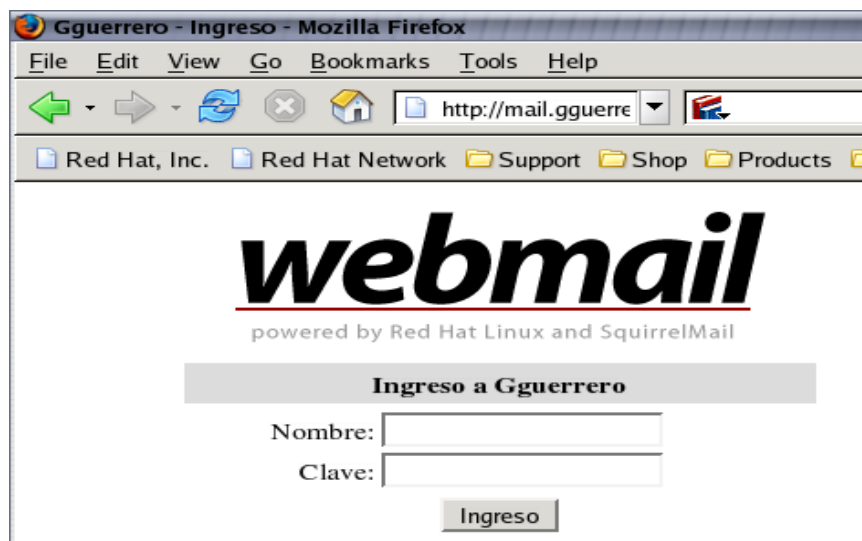 Gguerrero - Ingreso - Mozilla Firefox
File Edit View Go Bookmarks Tools Help
http://mail.gguerre
Red Hat, Inc. Red Hat Network Support Shop Products
webmail
powered by Red Hat Linux and SquirrelMail
Ingreso a Gguerrero
Nombre:
Clave:
Ingreso